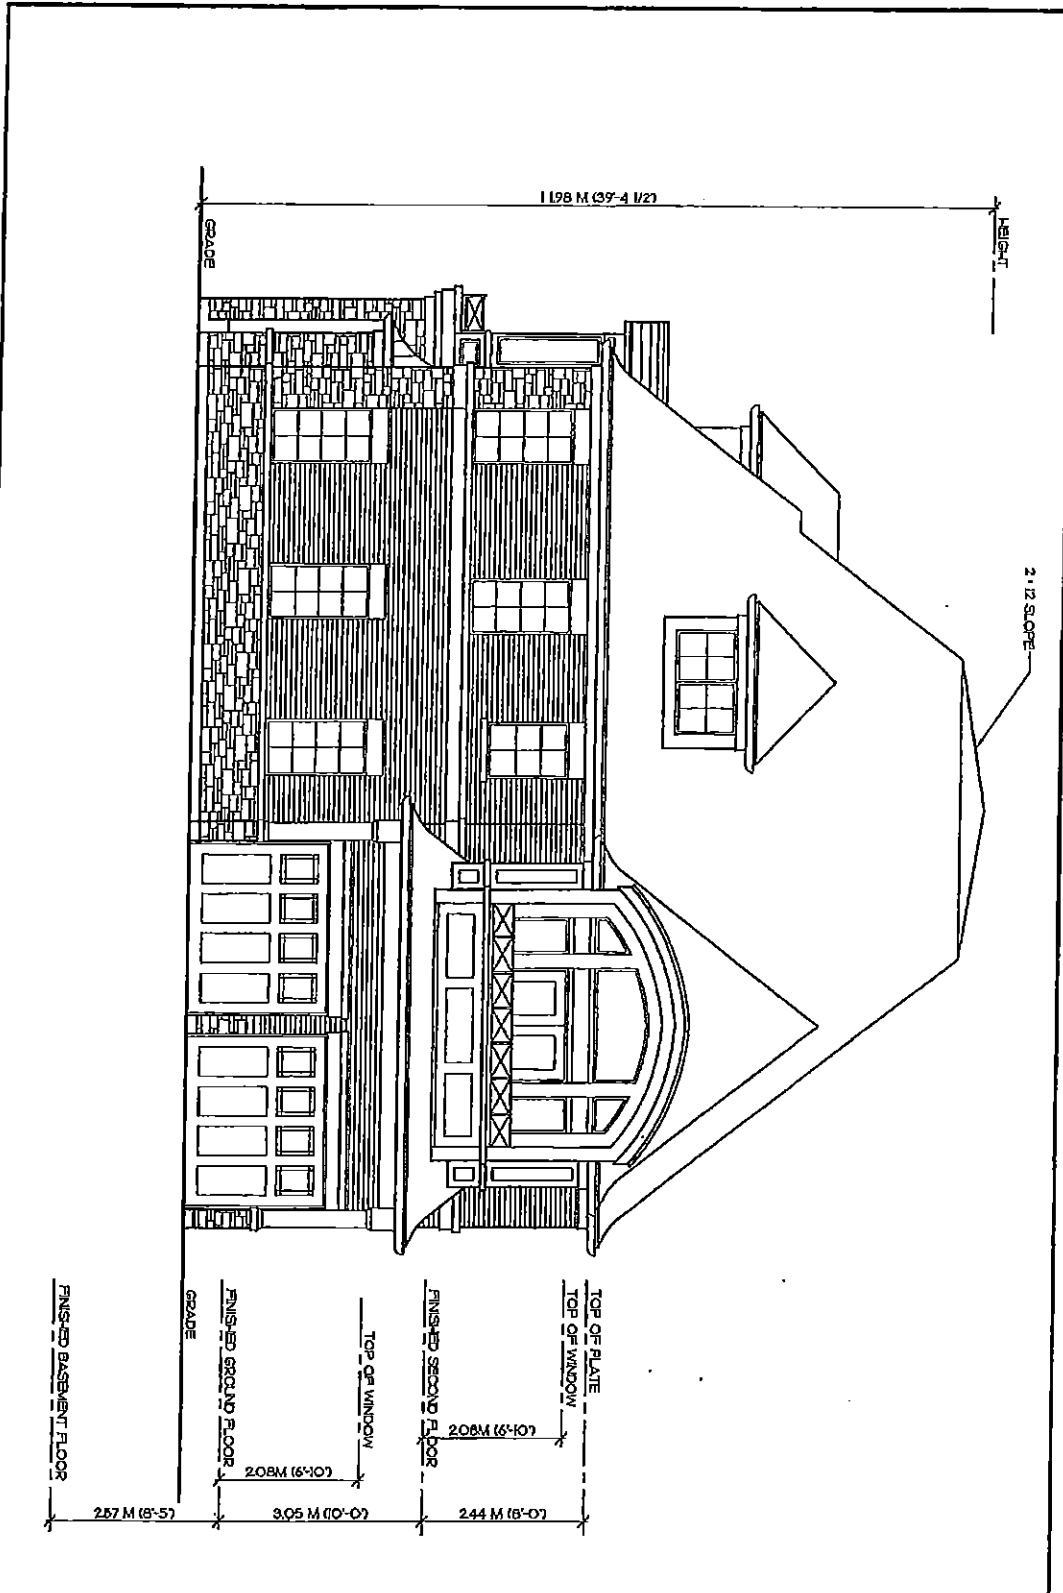 HEIGHT
11.98 M (39'-4 1/2")
GRADE
2 : 12 SLOPE
TOP OF PLATE
TOP OF WINDOW
2.08M (6'-10")
2.44 M (8'-0")
FINISHED SECOND FLOOR
TOP OF WINDOW
2.08M (6'-10")
3.05 M (10'-0")
FINISHED GROUND FLOOR
GRADE
2.57 M (8'-5")
FINISHED BASEMENT FLOOR